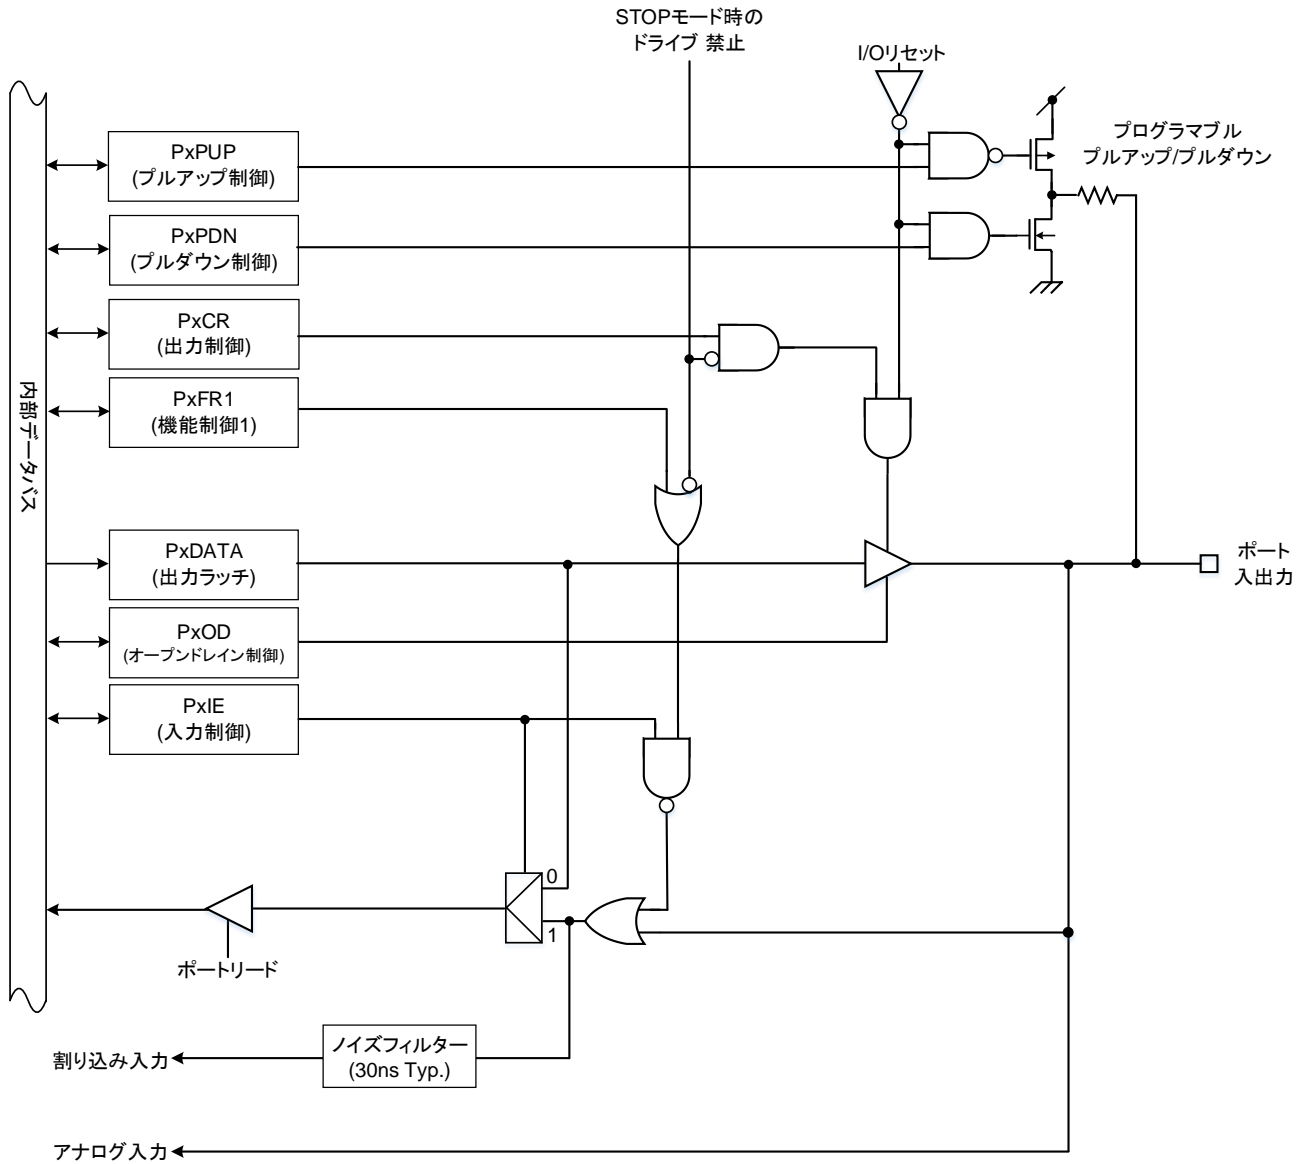 STOPモード時の
ドライブ 禁止
I/Oリセット
プログラマブル
プルアップ/プルダウン
PxPUP
(プルアップ制御)
PxPDN
(プルダウン制御)
PxCR
(出力制御)
PxFR1
(機能制御1)
内部データバス
PxDATA
(出力ラッチ)
ポート
入出力
PxOD
(オープンドレイン制御)
PxIE
(入力制御)
0
1
ポートリード
ノイズフィルター
(30ns Typ.)
割り込み入力
アナログ入力